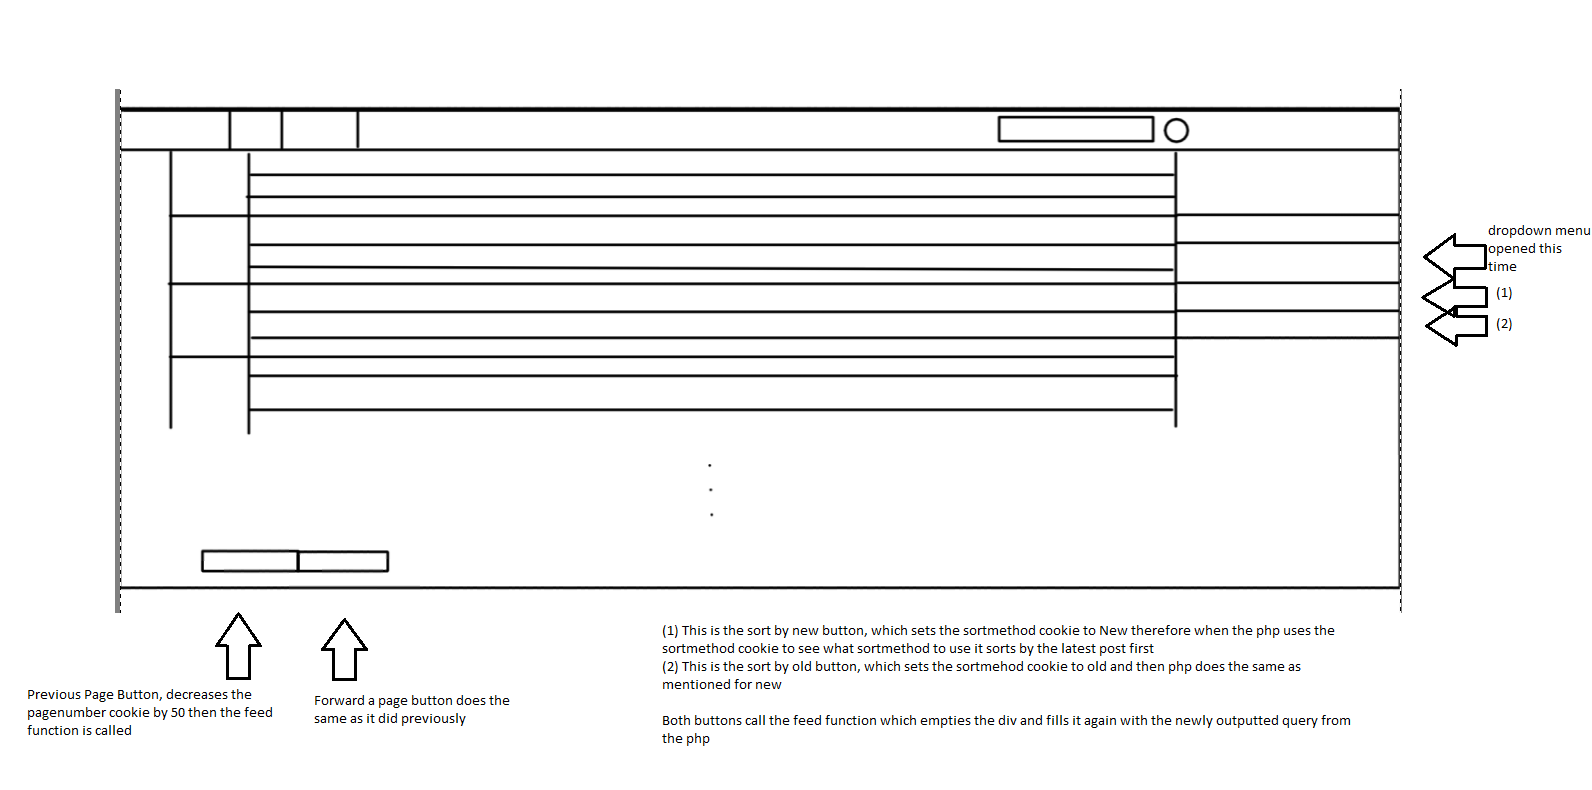 dropdown menu
opened this
time
(1)
(2)
Previous Page Button, decreases the
pagenumber cookie by 50 then the feed
function is called
Forward a page button does the
same as it did previously
(1) This is the sort by new button, which sets the sortmethod cookie to New therefore when the php uses the
sortmethod cookie to see what sortmethod to use it sorts by the latest post first
(2) This is the sort by old button, which sets the sortmehod cookie to old and then php does the same as
mentioned for new
Both buttons call the feed function which empties the div and fills it again with the newly outputted query from
the php